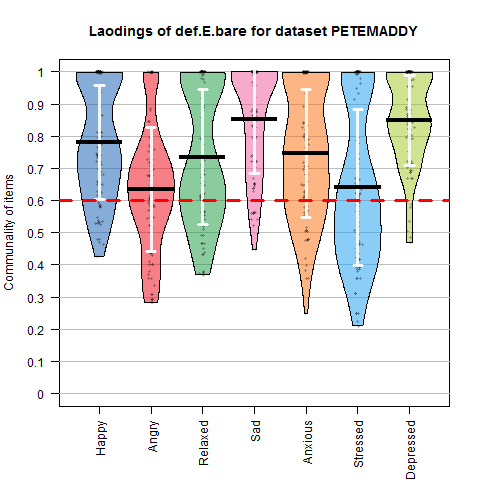 Laodings of def.E.bare for dataset PETEMADDY
Communality of items
1
0.9
0.8
0.7
0.6
0.5
0.4
0.3
0.2
0.1
0
Happy
Angry
Relaxed
Sad
Anxious
Stressed
Depressed